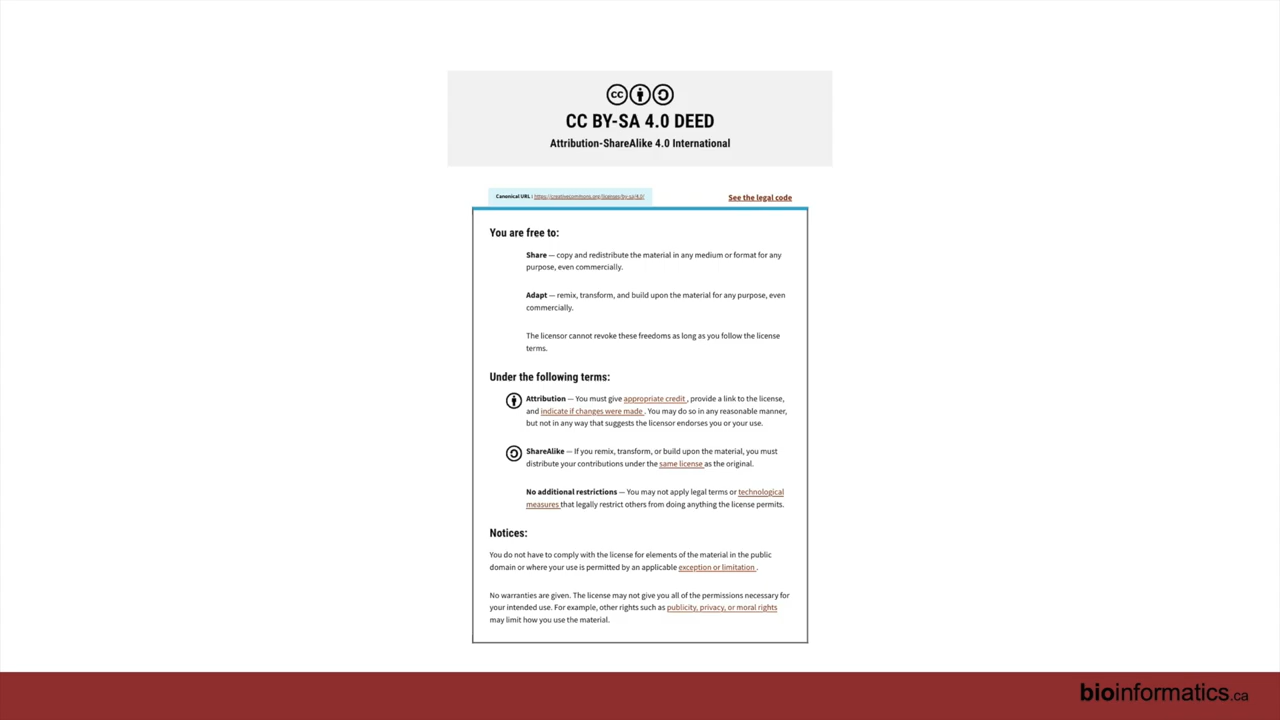 CC BY-SA 4.0 DEED
Attribution-ShareAlike 4.0 International
Canonical URL : https://creativecommons.org/licenses/by-sa/4.0/
See the legal code
You are free to:
Share — copy and redistribute the material in any medium or format for any
purpose, even commercially.
Adapt — remix, transform, and build upon the material for any purpose, even
commercially.
The licensor cannot revoke these freedoms as long as you follow the license
terms.
Under the following terms:
Attribution — You must give appropriate credit , provide a link to the license,
and indicate if changes were made . You may do so in any reasonable manner,
but not in any way that suggests the licensor endorses you or your use.
ShareAlike — If you remix, transform, or build upon the material, you must
distribute your contributions under the same license as the original.
No additional restrictions — You may not apply legal terms or technological
measures that legally restrict others from doing anything the license permits.
Notices:
You do not have to comply with the license for elements of the material in the public
domain or where your use is permitted by an applicable exception or limitation .
No warranties are given. The license may not give you all of the permissions necessary for
your intended use. For example, other rights such as publicity, privacy, or moral rights
may limit how you use the material.
bioinformatics.ca